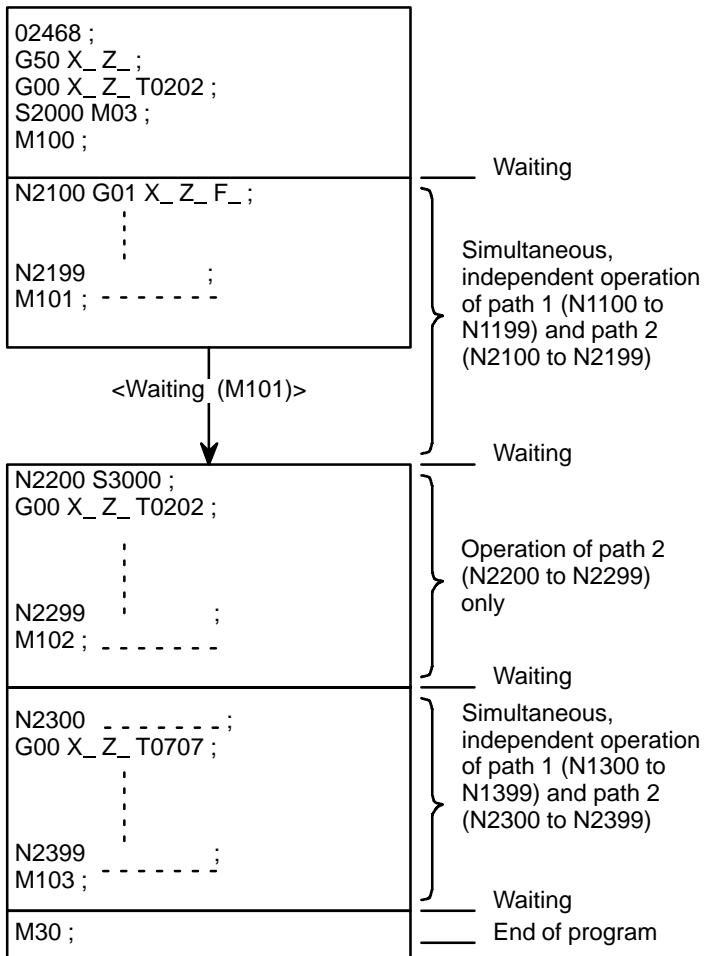 02468 ;
G50 X_ Z_ ;
G00 X_ Z_ T0202 ;
S2000 M03 ;
M100 ;
Waiting
N2100 G01 X_ Z_ F_ ;
N2199 ;
M101 ;
Simultaneous,
independent operation
of path 1 (N1100 to
N1199) and path 2
(N2100 to N2199)
<Waiting (M101)>
Waiting
N2200 S3000 ;
G00 X_ Z_ T0202 ;
N2299 ;
M102 ;
Operation of path 2
(N2200 to N2299)
only
Waiting
N2300 ;
G00 X_ Z_ T0707 ;
N2399 ;
M103 ;
Simultaneous,
independent operation
of path 1 (N1300 to
N1399) and path 2
(N2300 to N2399)
Waiting
M30 ;
End of program